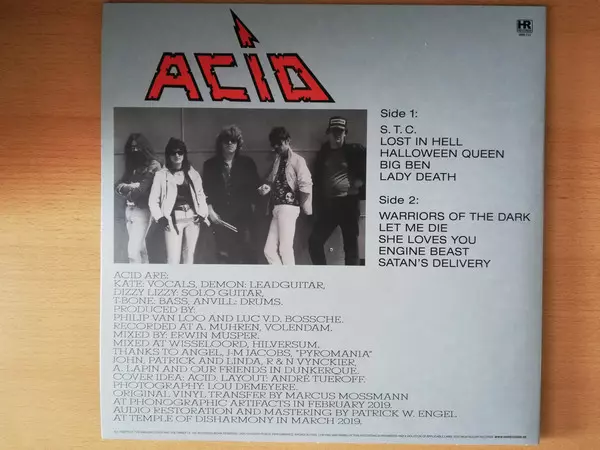 ACID
HR
Side 1:
S. T. C.
LOST IN HELL
HALLOWEEN QUEEN
BIG BEN
LADY DEATH
Side 2:
WARRIORS OF THE DARK
LET ME DIE
SHE LOVES YOU
ENGINE BEAST
SATAN'S DELIVERY
ACID ARE:
KATE: VOCALS, DEMON: LEADGUITAR,
DIZZY LIZZY: SOLO GUITAR,
T-BONE: BASS, ANVILL: DRUMS.
PRODUCED BY:
PHILIP VAN LOO AND LUC V.D. BOSSCHE.
RECORDED AT A. MUHREN, VOLENDAM.
MIXED BY ERWIN MUSPER.
MIXED AT WISSELOORD, HILVERSUM.
THANKS TO ANGEL, J-M JACOBS, "PYROMANIA"
JOHN, PATRICK AND LINDA, R & N VYNCKIER,
A. LAPIN AND OUR FRIENDS IN DUNKERQUE.
COVER IDEA: ACID. LAYOUT: ANDRÉ TUEROFF.
PHOTOGRAPHY: LOU DEMEYERE.
ORIGINAL VINYL TRANSFER BY MARCUS MOSSMANN
AT PHONOGRAPHIC ARTIFACTS IN FEBRUARY 2019.
AUDIO RESTORATION AND MASTERING BY PATRICK W. ENGEL
AT TEMPLE OF DISHARMONY IN MARCH 2019.